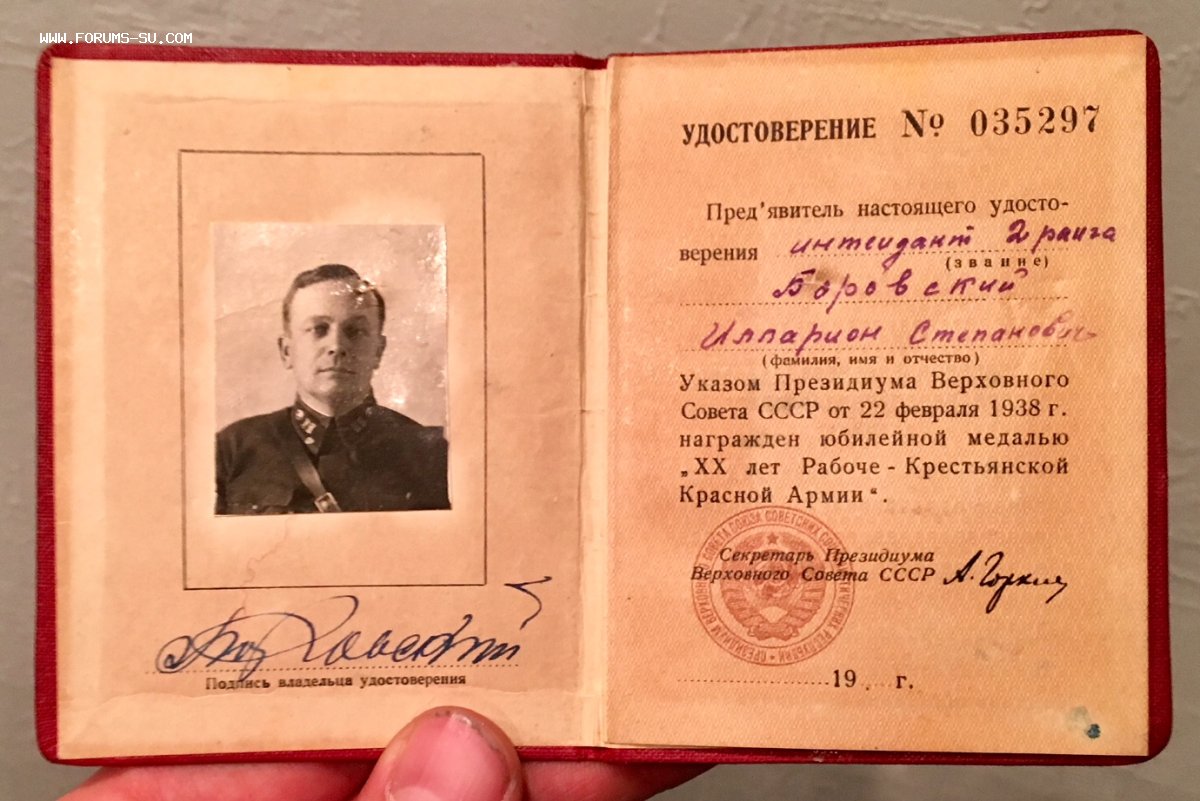 www.forums-su.com
Боровский
Подпись владельца удостоверения
УДОСТОВЕРЕНИЕ № 035297
Пред'явитель настоящего удосто-
верения интендант 2 ранга
(звание)
Боровский
Илларион Степанович
(фамилия, имя и отчество)
Указом Президиума Верховного
Совета СССР от 22 февраля 1938 г.
награжден юбилейной медалью
„XX лет Рабоче-Крестьянской
Красной Армии“.
Секретарь Президиума
Верховного Совета СССР А. Горкин
19 . г.